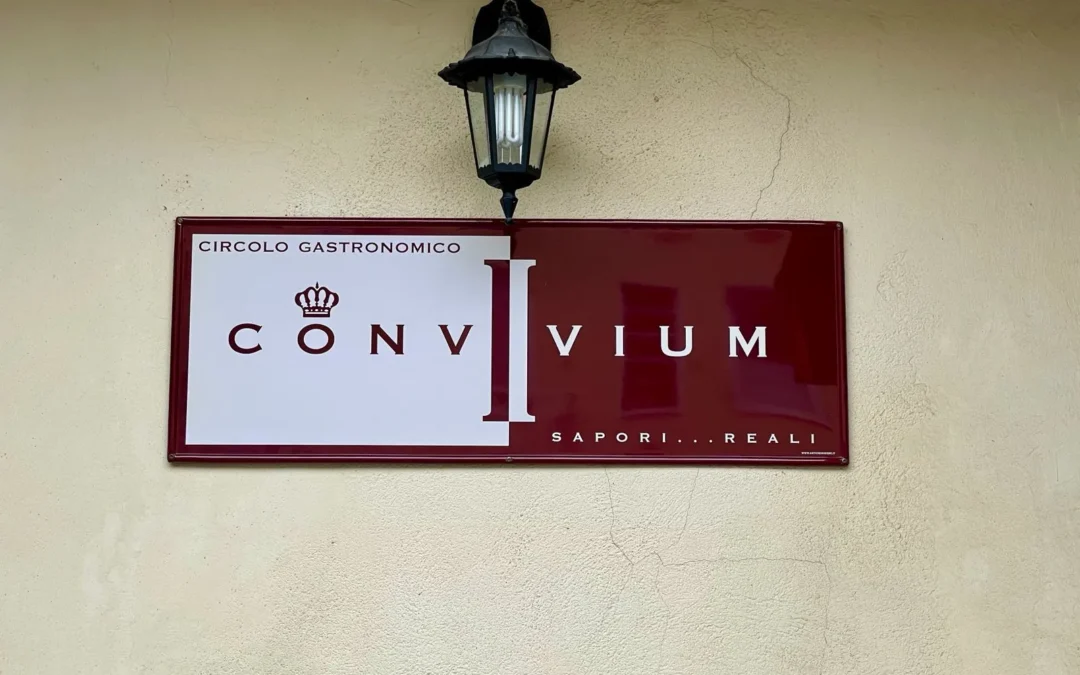 CIRCOLO GASTRONOMICO
CONVIVIUM
SAPORI...REALI